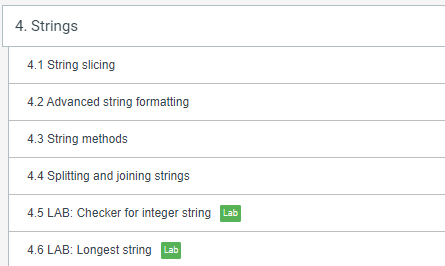 4. Strings
4.1 String slicing
4.2 Advanced string formatting
4.3 String methods
4.4 Splitting and joining strings
4.5 LAB: Checker for integer string Lab
4.6 LAB: Longest string Lab